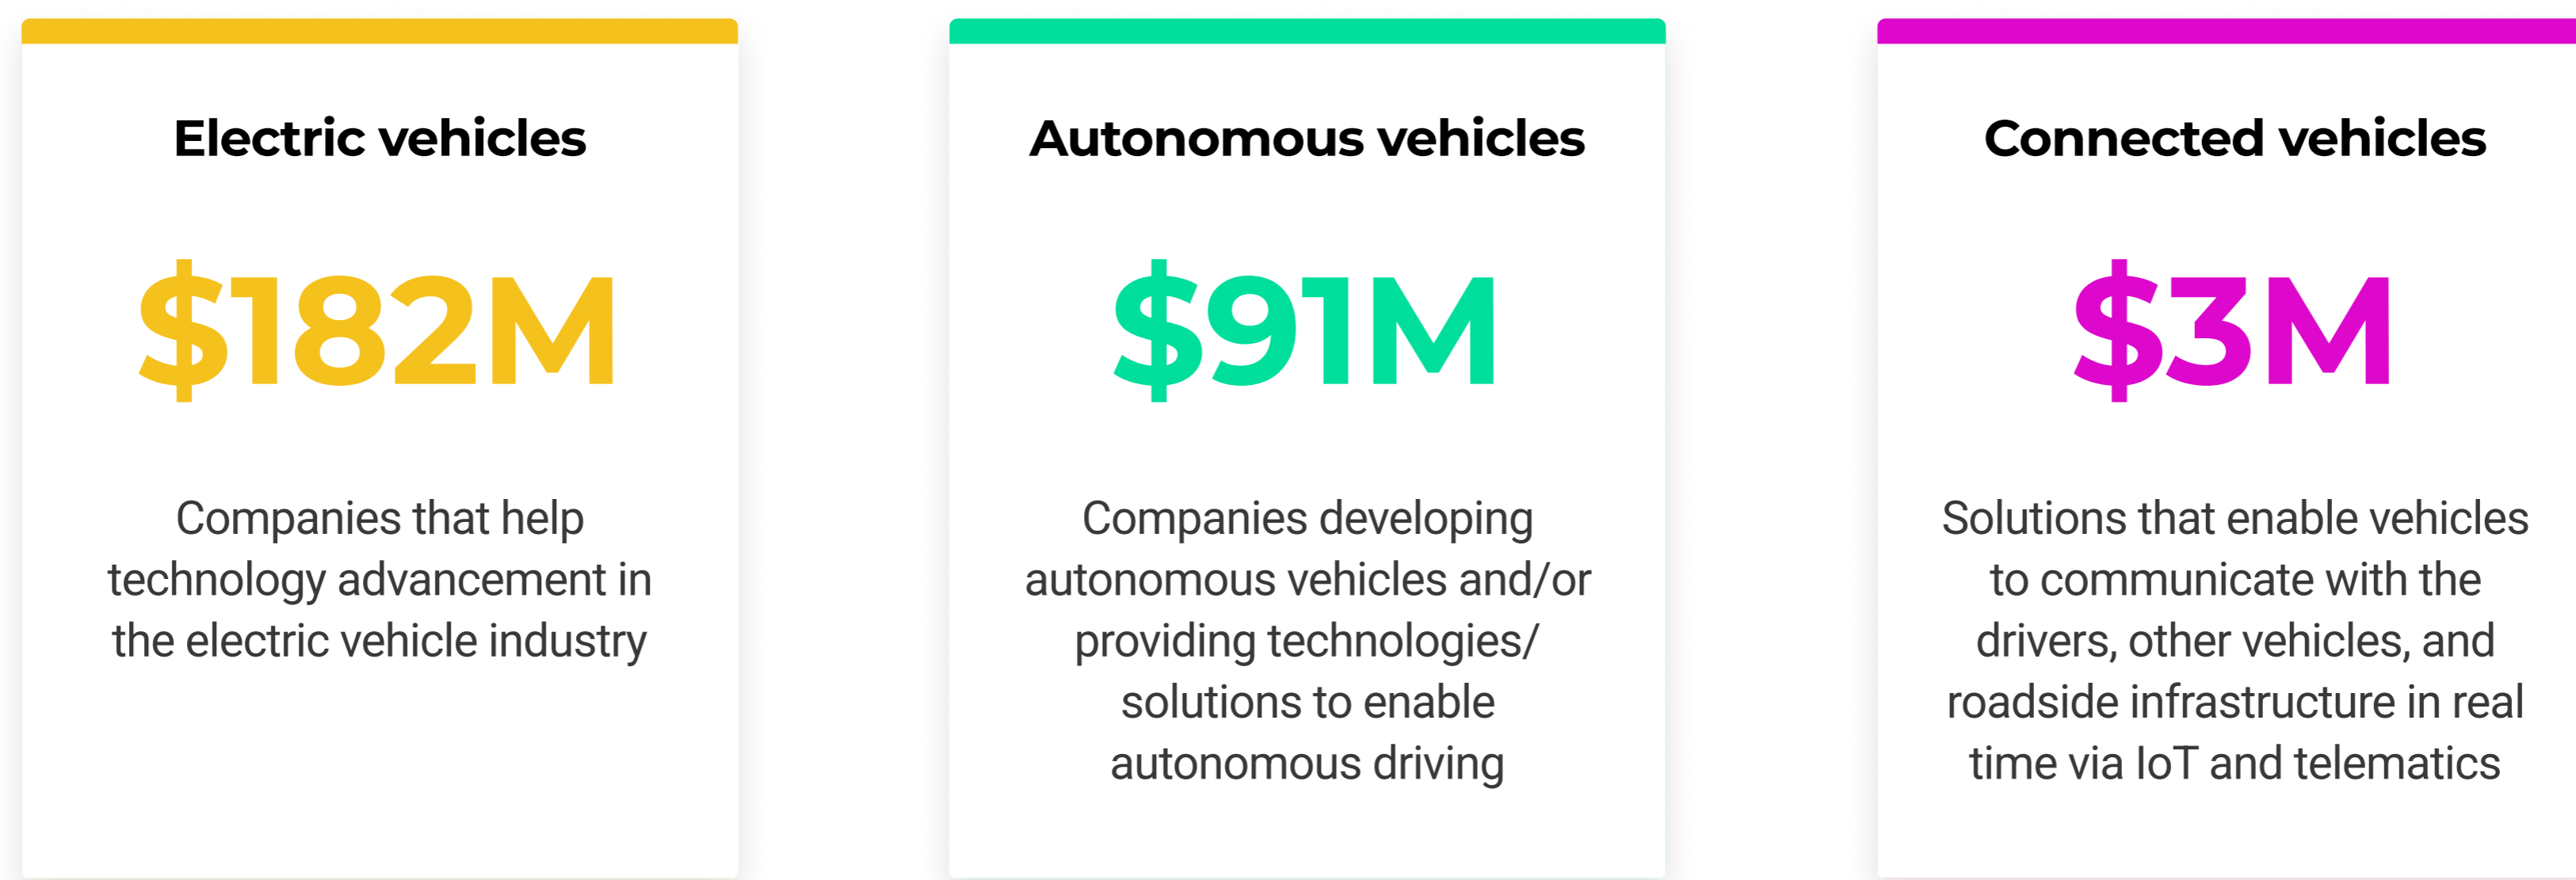 Electric vehicles
$182M
Companies that help
technology advancement in
the electric vehicle industry
Autonomous vehicles
$91M
Companies developing
autonomous vehicles and/or
providing technologies/
solutions to enable
autonomous driving
Connected vehicles
$3M
Solutions that enable vehicles
to communicate with the
drivers, other vehicles, and
roadside infrastructure in real
time via IoT and telematics